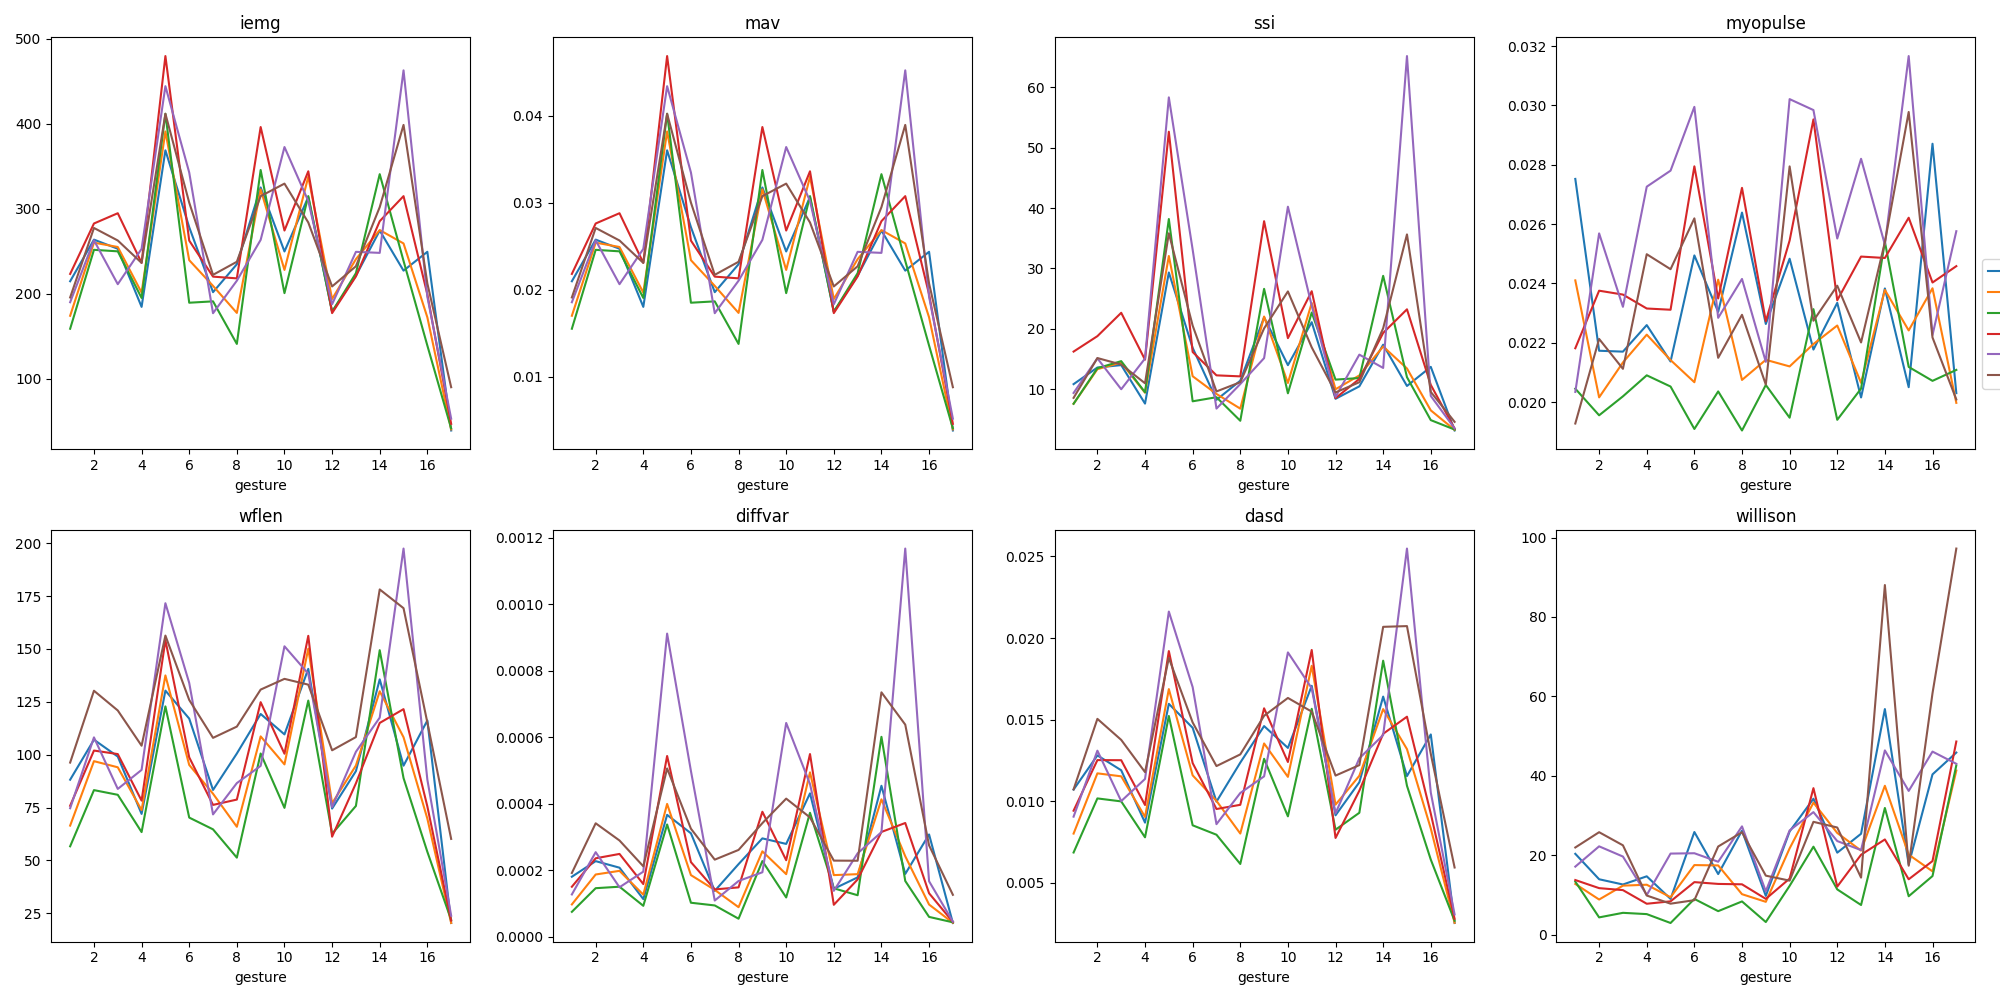 iemg
500
400
300
200
100
2 4 6 8 10 12 14 16
gesture
mav
0.04
0.03
0.02
0.01
2 4 6 8 10 12 14 16
gesture
ssi
60
50
40
30
20
10
2 4 6 8 10 12 14 16
gesture
myopulse
0.032
0.030
0.028
0.026
0.024
0.022
0.020
2 4 6 8 10 12 14 16
gesture
wflen
200
175
150
125
100
75
50
25
2 4 6 8 10 12 14 16
gesture
diffvar
0.0012
0.0010
0.0008
0.0006
0.0004
0.0002
0.0000
2 4 6 8 10 12 14 16
gesture
dasd
0.025
0.020
0.015
0.010
0.005
2 4 6 8 10 12 14 16
gesture
willison
100
80
60
40
20
0
2 4 6 8 10 12 14 16
gesture